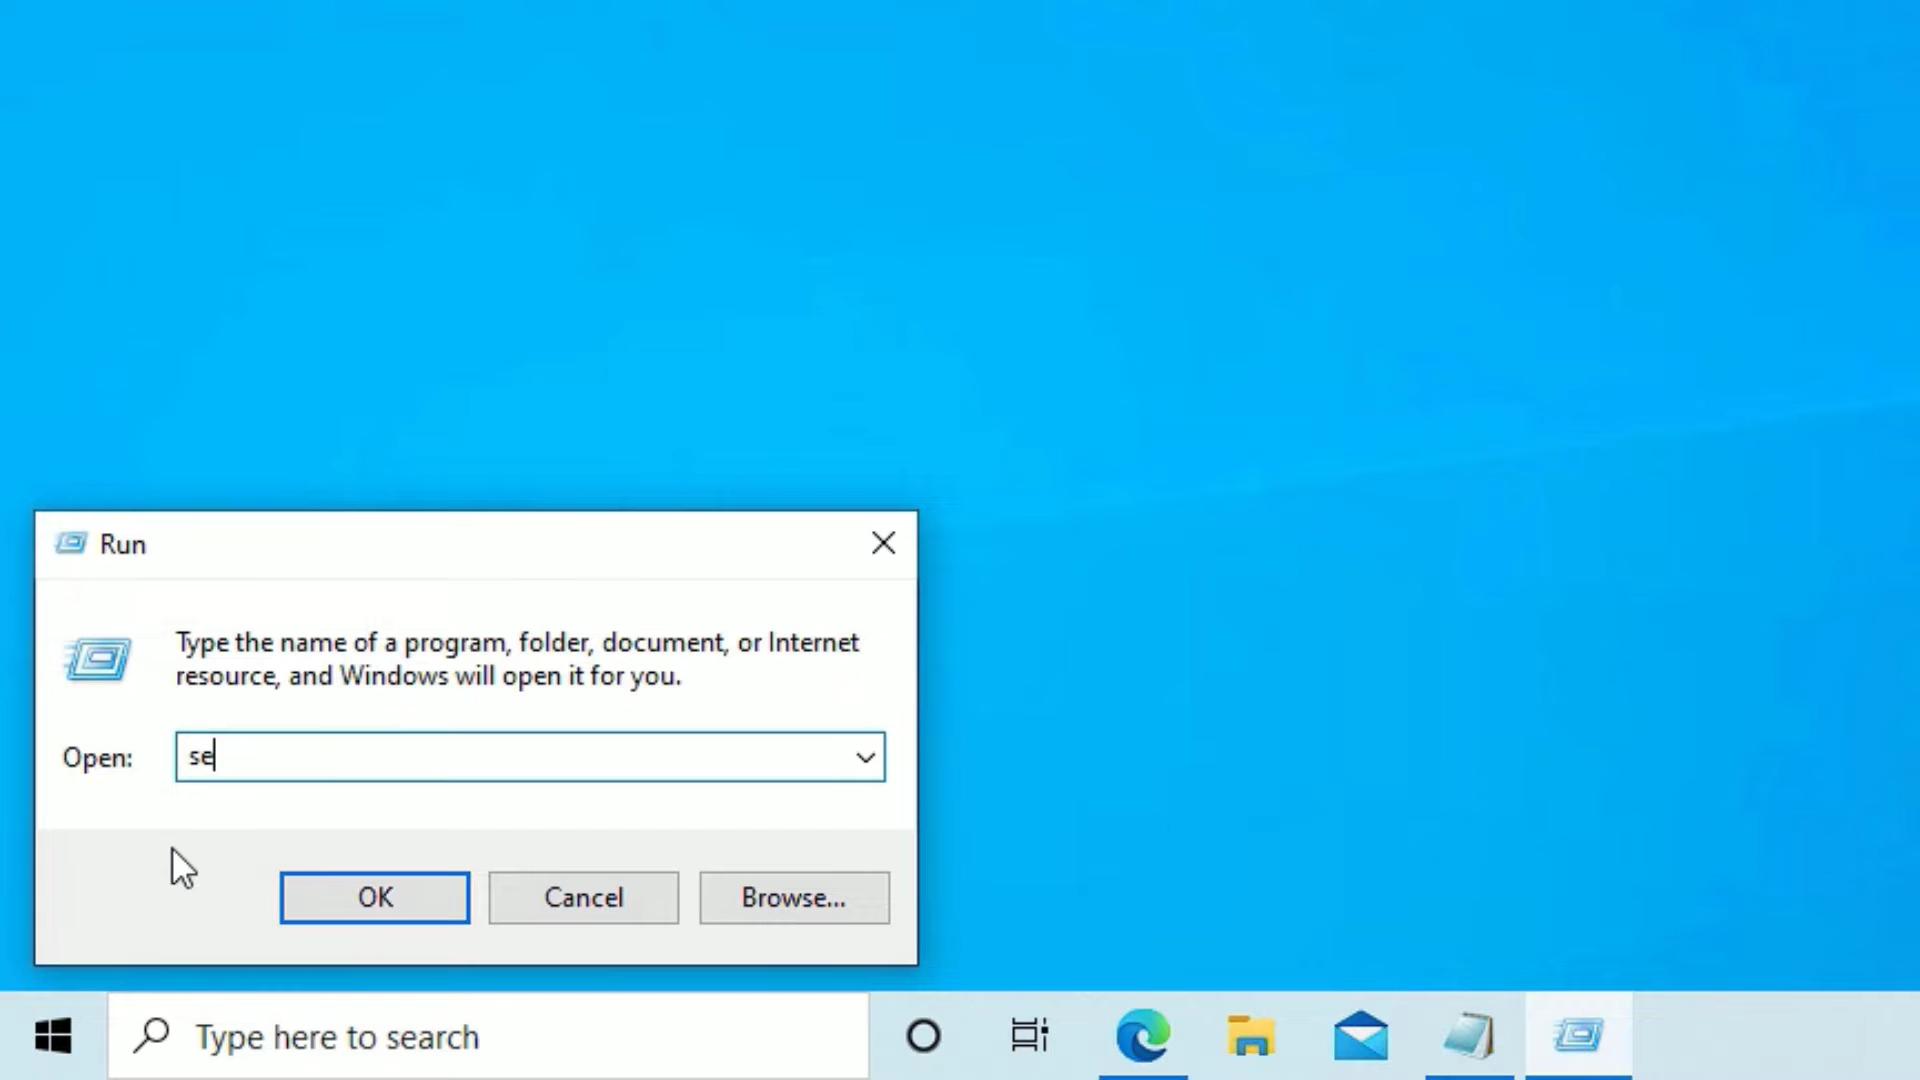 Run
Type the name of a program, folder, document, or Internet
resource, and Windows will open it for you.
Open: se
OK Cancel Browse...
Type here to search